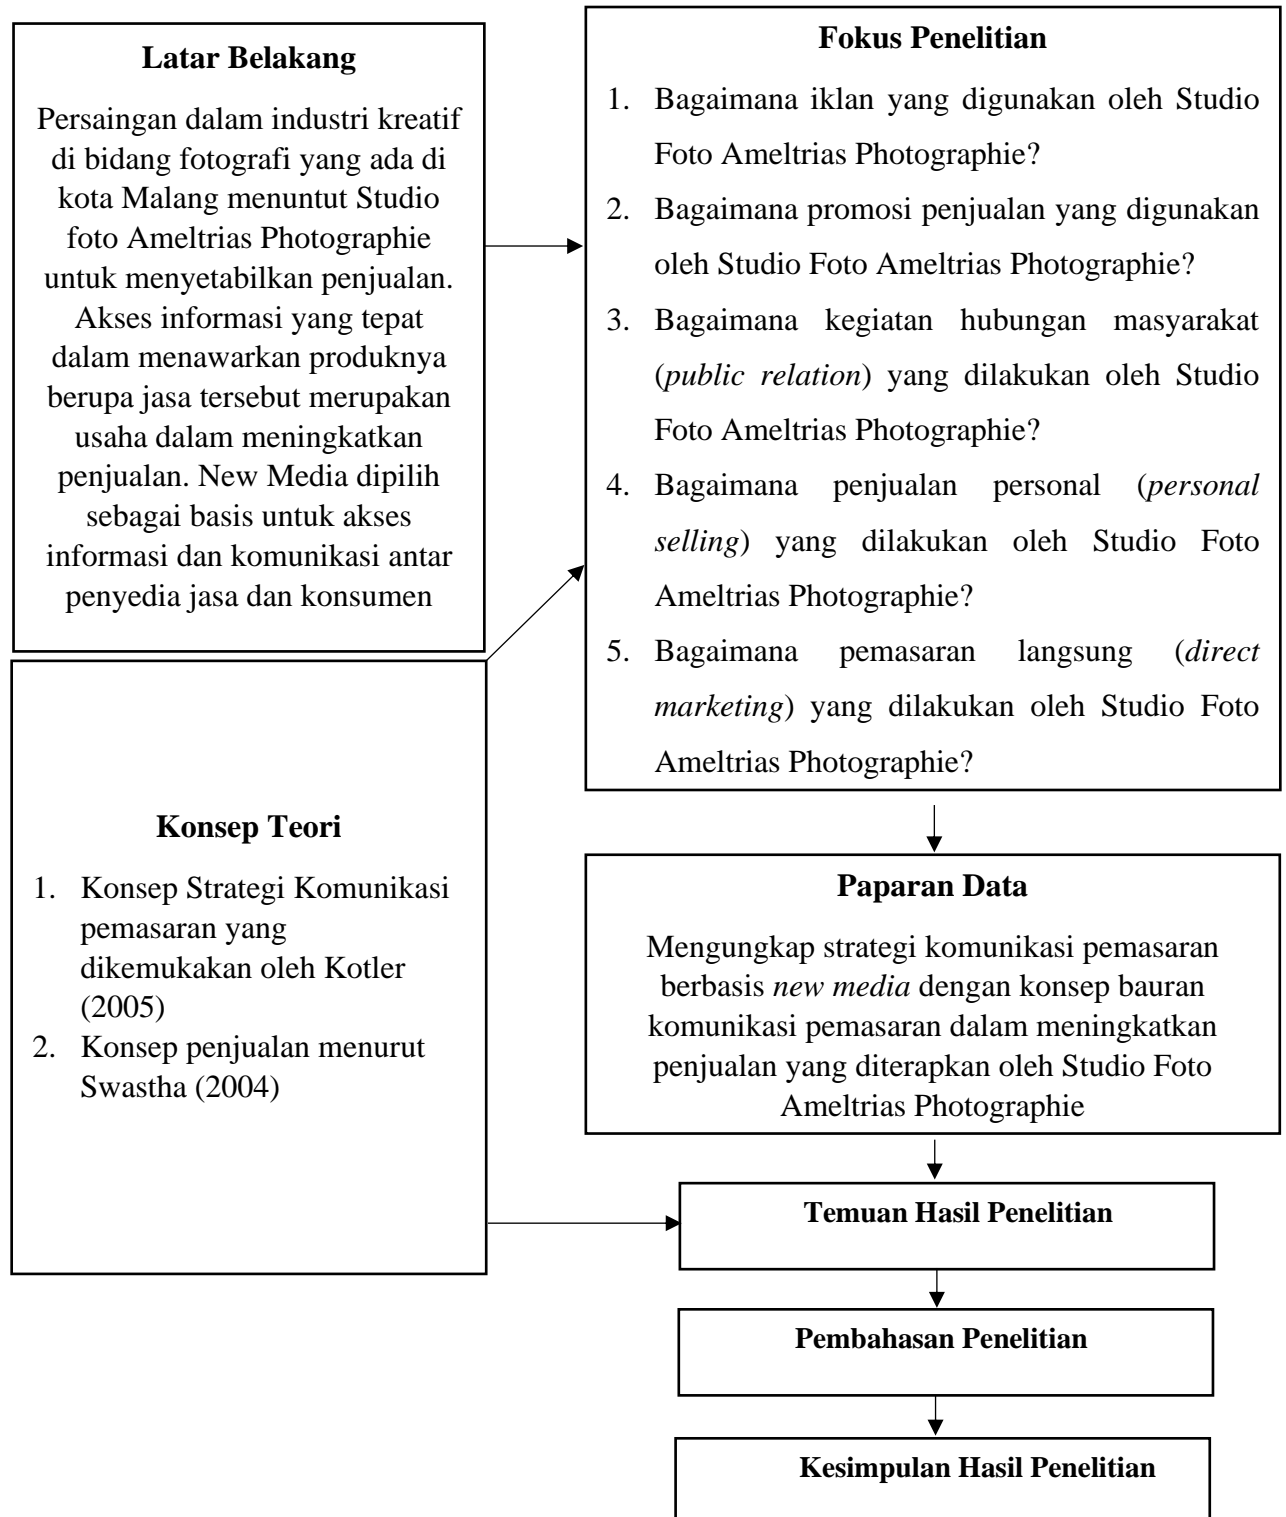 Latar Belakang
Persaingan dalam industri kreatif
di bidang fotografi yang ada di
kota Malang menuntut Studio
foto Ameltrias Photographie
untuk menyetabilkan penjualan.
Akses informasi yang tepat
dalam menawarkan produknya
berupa jasa tersebut merupakan
usaha dalam meningkatkan
penjualan. New Media dipilih
sebagai basis untuk akses
informasi dan komunikasi antar
penyedia jasa dan konsumen
Konsep Teori
1. Konsep Strategi Komunikasi
pemasaran yang
dikemukakan oleh Kotler
(2005)
2. Konsep penjualan menurut
Swastha (2004)
Fokus Penelitian
1. Bagaimana iklan yang digunakan oleh Studio
Foto Ameltrias Photographie?
2. Bagaimana promosi penjualan yang digunakan
oleh Studio Foto Ameltrias Photographie?
3. Bagaimana kegiatan hubungan masyarakat
(public relation) yang dilakukan oleh Studio
Foto Ameltrias Photographie?
4. Bagaimana penjualan personal (personal
selling) yang dilakukan oleh Studio Foto
Ameltrias Photographie?
5. Bagaimana pemasaran langsung (direct
marketing) yang dilakukan oleh Studio Foto
Ameltrias Photographie?
Paparan Data
Mengungkap strategi komunikasi pemasaran
berbasis new media dengan konsep bauran
komunikasi pemasaran dalam meningkatkan
penjualan yang diterapkan oleh Studio Foto
Ameltrias Photographie
Temuan Hasil Penelitian
Pembahasan Penelitian
Kesimpulan Hasil Penelitian